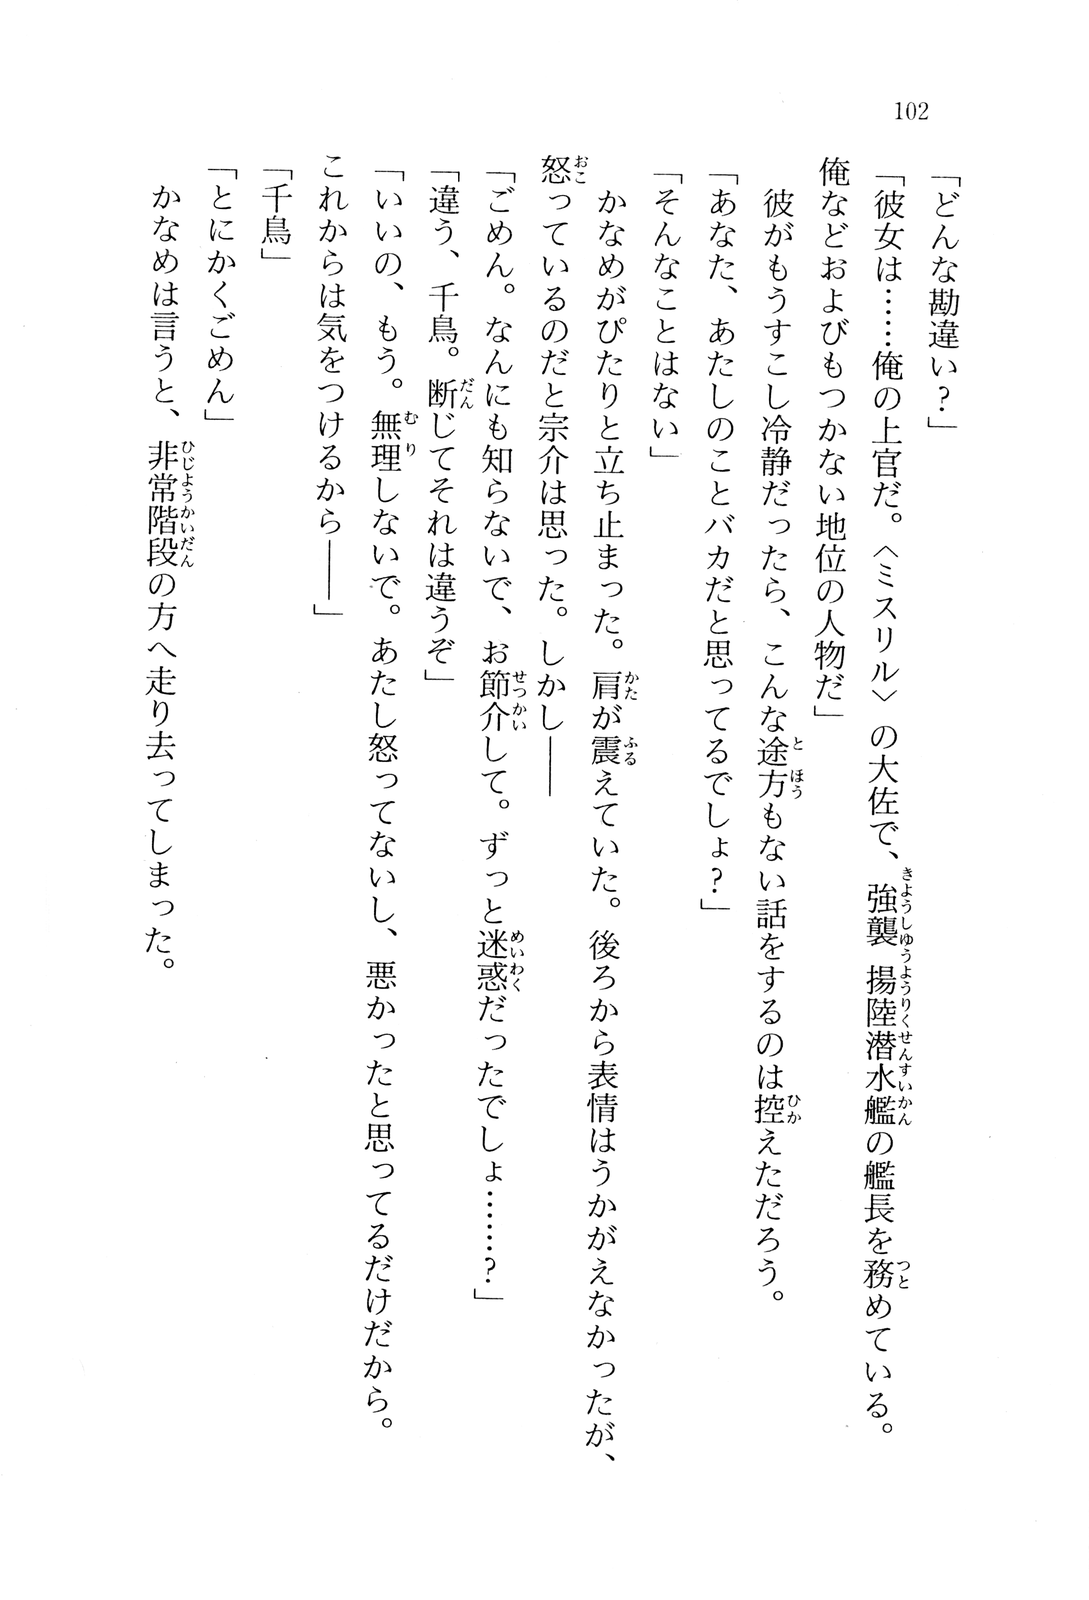 102
「どんな勘違い？」
「彼女は……俺の上官だ。〈ミスリル〉の大佐で、強襲揚陸潜水艦の艦長を務めている。
俺などおよびもつかない地位の人物だ」
　彼がもうすこし冷静だったら、こんな途方もない話をするのは控えただろう。
「あなた、あたしのことバカだと思ってるでしょ？」
「そんなことはない」
　かなめがぴたりと立ち止まった。肩が震えていた。後ろから表情はうかがえなかったが、
怒っているのだと宗介は思った。しかし――
「ごめん。なんにも知らないで、お節介して。ずっと迷惑だったでしょ……？」
「違う、千鳥。断じてそれは違うぞ」
「いいの、もう。無理しないで。あたし怒ってないし、悪かったと思ってるだけだから。
これからは気をつけるから――」
「千鳥」
「とにかくごめん」
　かなめは言うと、非常階段の方へ走り去ってしまった。